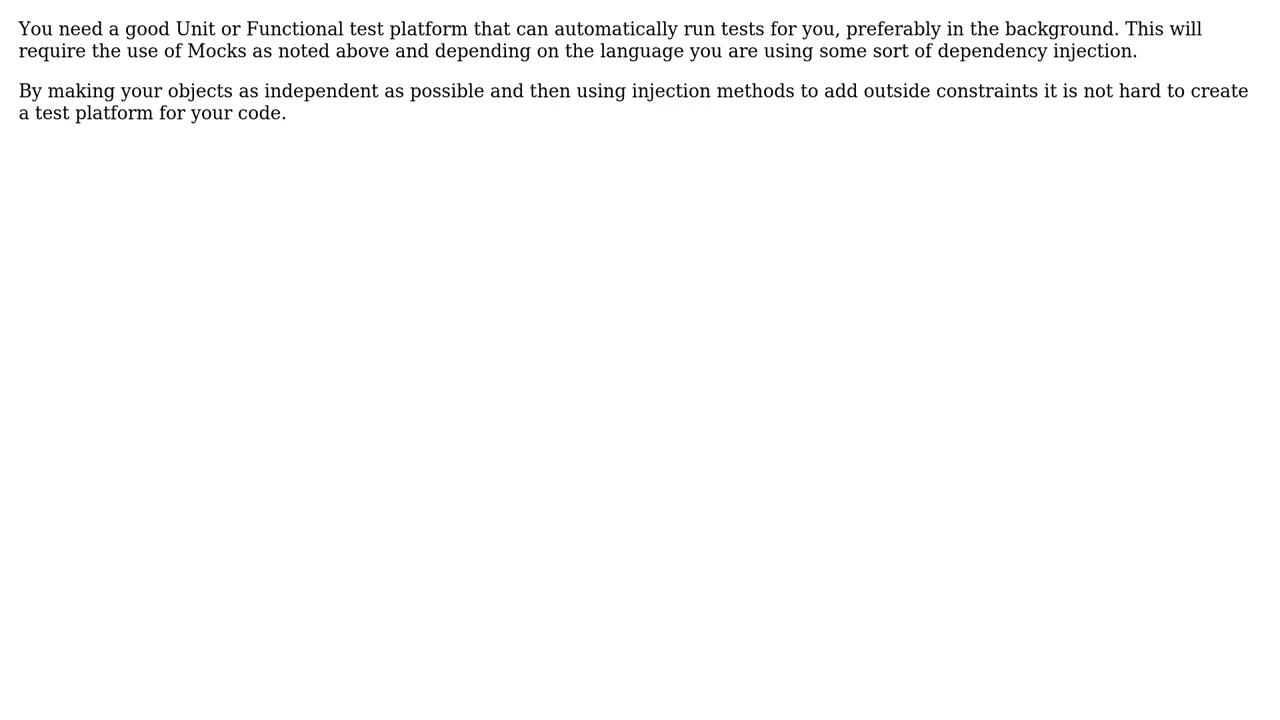 You need a good Unit or Functional test platform that can automatically run tests for you, preferably in the background. This will
require the use of Mocks as noted above and depending on the language you are using some sort of dependency injection.
By making your objects as independent as possible and then using injection methods to add outside constraints it is not hard to create
a test platform for your code.